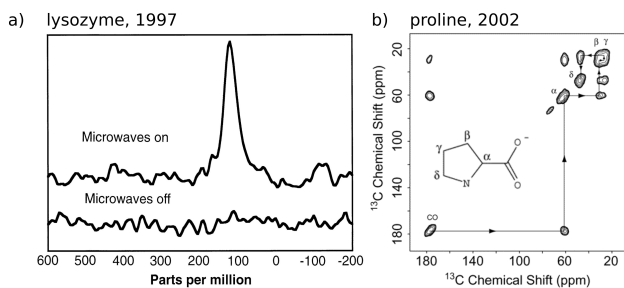 a) lysozyme, 1997
Microwaves on
Microwaves off
600 500 400 300 200 100 0 -100 -200
Parts per million
b) proline, 2002
β γ
δ
α
CO
β
γ
α
δ
N
O
-
O
20
60
100
140
180
¹³C Chemical Shift (ppm)
180 140 100 60 20
¹³C Chemical Shift (ppm)